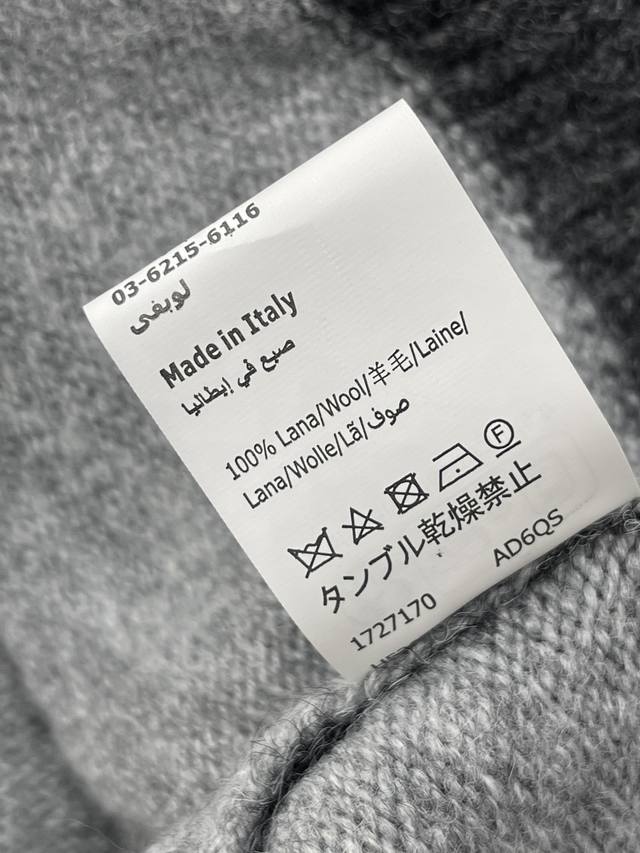 03-6215-6116
لوبفى
Made in Italy
صنع في إيطاليا
100% Lana/Wool/羊毛/Laine/
Lana/Wolle/Lã/صوف
F
タンブル乾燥禁止
1727170 AD6QS